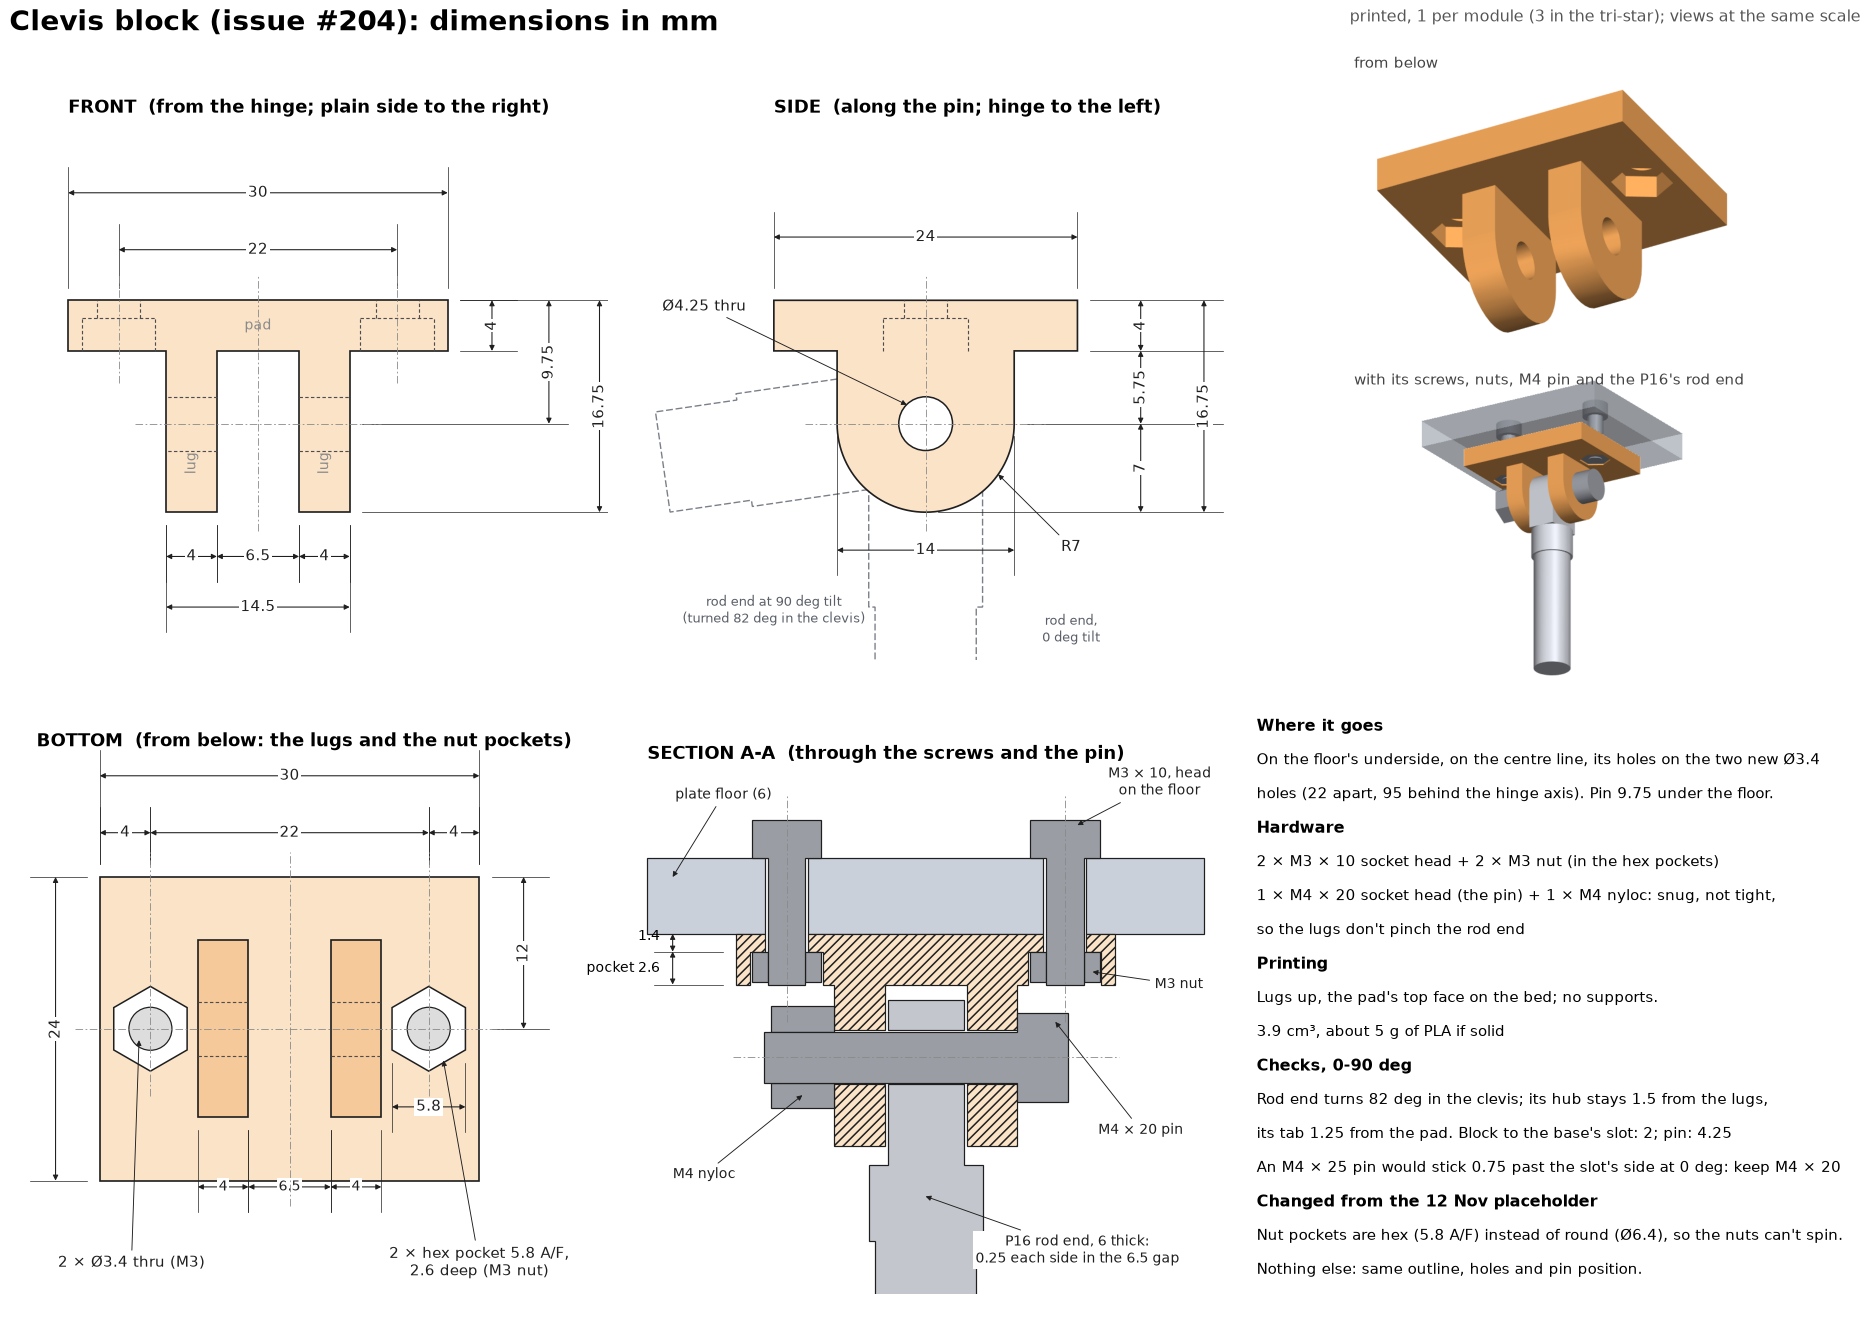 Clevis block (issue #204): dimensions in mm
printed, 1 per module (3 in the tri-star); views at the same scale
from below
FRONT  (from the hinge; plain side to the right)
30
22
pad
4
9.75
16.75
lug
lug
4
6.5
4
14.5
SIDE  (along the pin; hinge to the left)
24
Ø4.25 thru
4
5.75
16.75
7
14
R7
rod end at 90 deg tilt
(turned 82 deg in the clevis)
rod end,
0 deg tilt
with its screws, nuts, M4 pin and the P16's rod end
BOTTOM  (from below: the lugs and the nut pockets)
30
4
22
4
24
12
5.8
4
6.5
4
2 × Ø3.4 thru (M3)
2 × hex pocket 5.8 A/F,
2.6 deep (M3 nut)
SECTION A-A  (through the screws and the pin)
plate floor (6)
M3 × 10, head
on the floor
1.4
pocket 2.6
M3 nut
M4 × 20 pin
M4 nyloc
P16 rod end, 6 thick:
0.25 each side in the 6.5 gap
Where it goes
On the floor's underside, on the centre line, its holes on the two new Ø3.4
holes (22 apart, 95 behind the hinge axis). Pin 9.75 under the floor.
Hardware
2 × M3 × 10 socket head + 2 × M3 nut (in the hex pockets)
1 × M4 × 20 socket head (the pin) + 1 × M4 nyloc: snug, not tight,
so the lugs don't pinch the rod end
Printing
Lugs up, the pad's top face on the bed; no supports.
3.9 cm³, about 5 g of PLA if solid
Checks, 0-90 deg
Rod end turns 82 deg in the clevis; its hub stays 1.5 from the lugs,
its tab 1.25 from the pad. Block to the base's slot: 2; pin: 4.25
An M4 × 25 pin would stick 0.75 past the slot's side at 0 deg: keep M4 × 20
Changed from the 12 Nov placeholder
Nut pockets are hex (5.8 A/F) instead of round (Ø6.4), so the nuts can't spin.
Nothing else: same outline, holes and pin position.